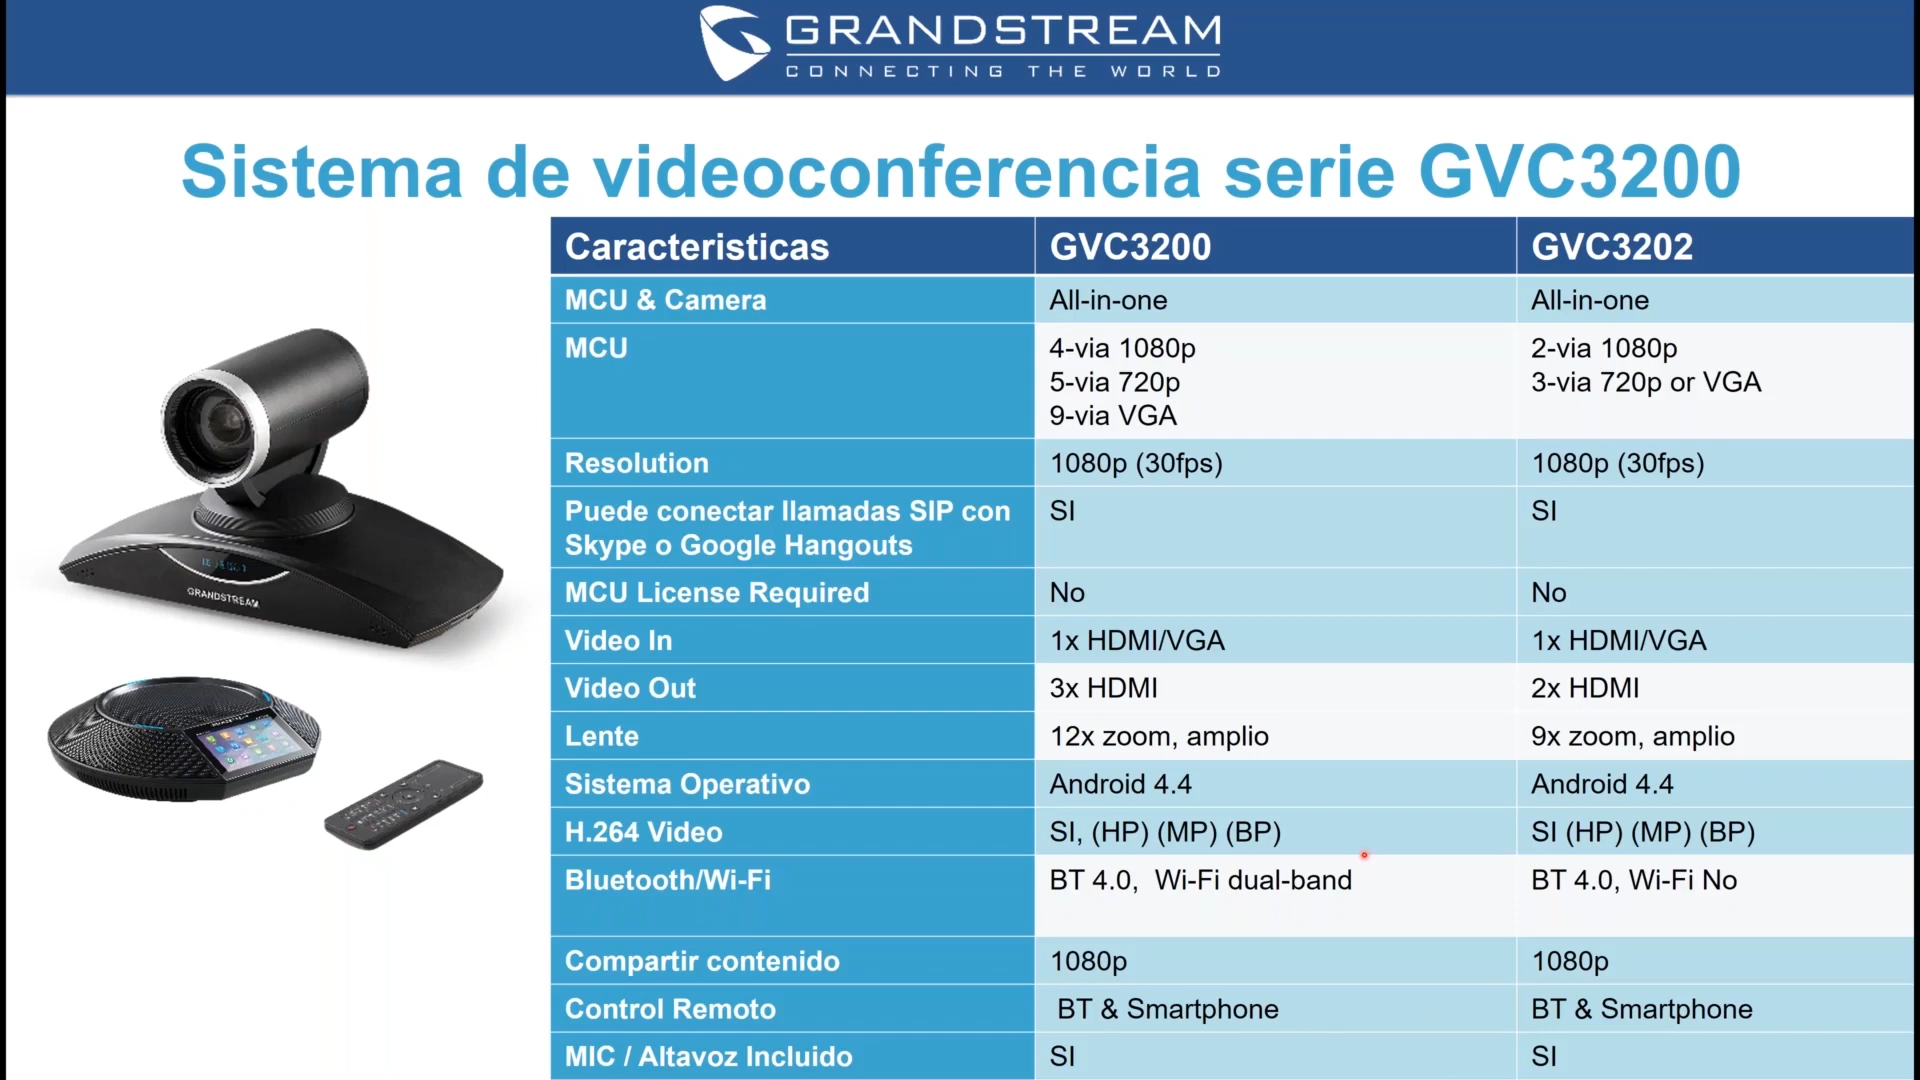 GRANDSTREAM
CONNECTING THE WORLD
Sistema de videoconferencia serie GVC3200
Caracteristicas GVC3200 GVC3202
MCU & Camera All-in-one All-in-one
MCU 4-via 1080p 2-via 1080p
5-via 720p 3-via 720p or VGA
9-via VGA
Resolution 1080p (30fps) 1080p (30fps)
Puede conectar llamadas SIP con SI SI
Skype o Google Hangouts
MCU License Required No No
Video In 1x HDMI/VGA 1x HDMI/VGA
Video Out 3x HDMI 2x HDMI
Lente 12x zoom, amplio 9x zoom, amplio
Sistema Operativo Android 4.4 Android 4.4
H.264 Video SI, (HP) (MP) (BP) SI (HP) (MP) (BP)
Bluetooth/Wi-Fi BT 4.0, Wi-Fi dual-band BT 4.0, Wi-Fi No
Compartir contenido 1080p 1080p
Control Remoto BT & Smartphone BT & Smartphone
MIC / Altavoz Incluido SI SI
GRANDSTREAM